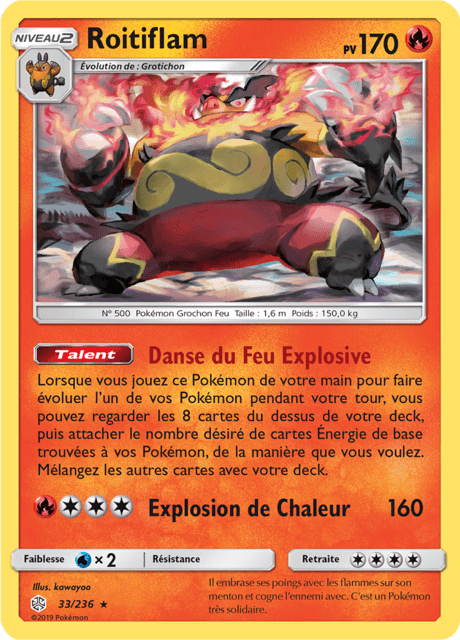 NIVEAU2
Roitiflam
PV170
Évolution de : Grotichon
N° 500 Pokémon Grochon Feu Taille : 1,6 m Poids : 150,0 kg
Talent Danse du Feu Explosive
Lorsque vous jouez ce Pokémon de votre main pour faire
évoluer l'un de vos Pokémon pendant votre tour, vous
pouvez regarder les 8 cartes du dessus de votre deck,
puis attacher le nombre désiré de cartes Énergie de base
trouvées à vos Pokémon, de la manière que vous voulez.
Mélangez les autres cartes avec votre deck.
Explosion de Chaleur 160
Faiblesse ×2 Résistance Retraite
Illus. kawayoo
33/236 ★
©2019 Pokémon
Il embrase ses poings avec les flammes sur son
menton et cogne l'ennemi avec. C'est un Pokémon
très solidaire.